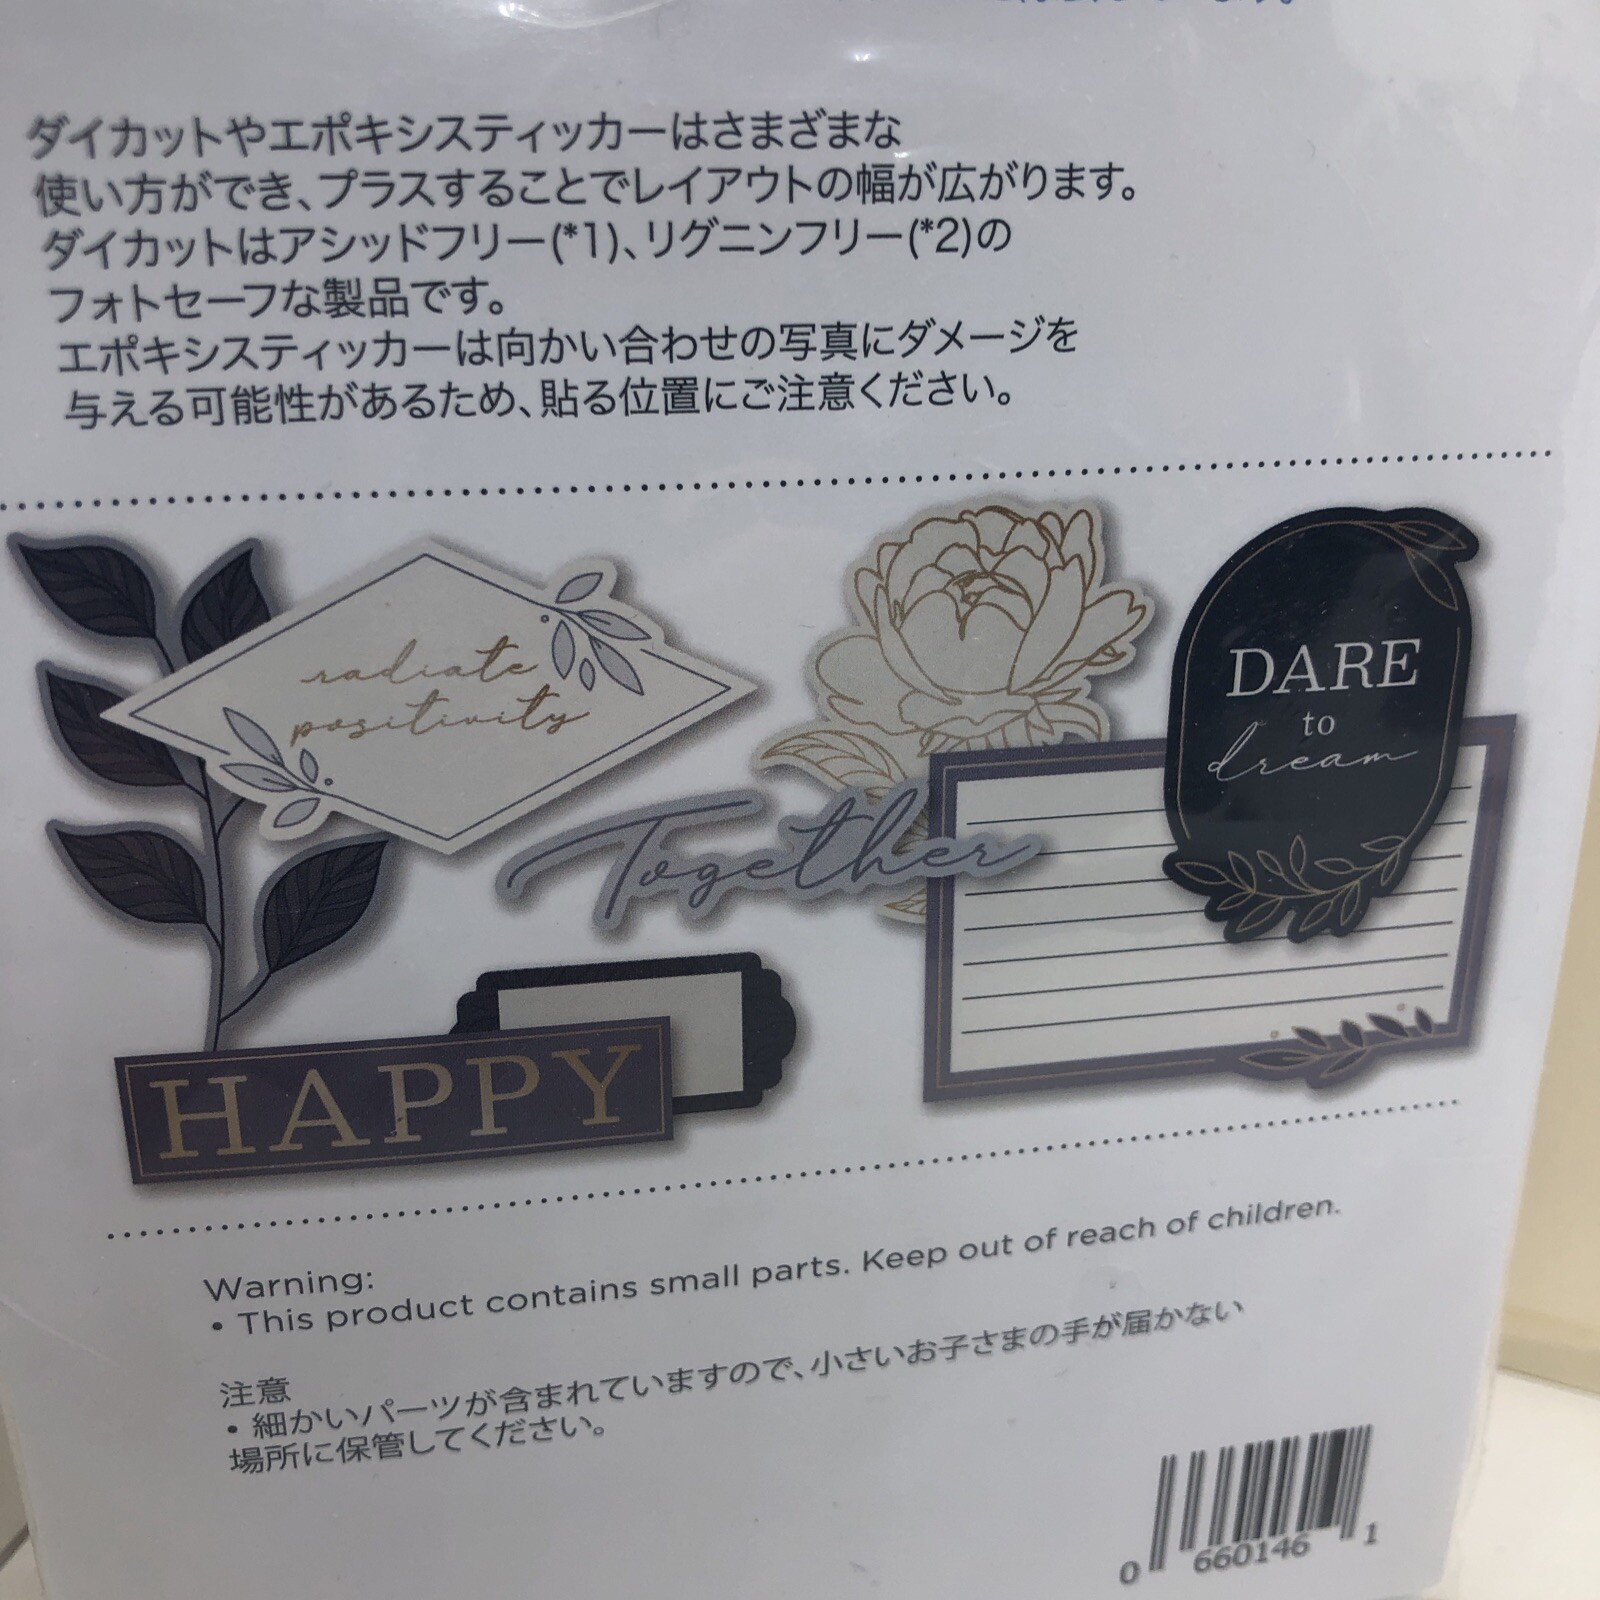 ダイカットやエポキシスティッカーはさまざまな
使い方ができ、プラスすることでレイアウトの幅が広がります。
ダイカットはアシッドフリー(*1)、リグニンフリー(*2)の
フォトセーフな製品です。
エポキシスティッカーは向かい合わせの写真にダメージを
与える可能性があるため、貼る位置にご注意ください。
radiate
positivity
DARE
to
dream
Together
HAPPY
Warning:
• This product contains small parts. Keep out of reach of children.
注意
• 細かいパーツが含まれていますので、小さいお子さまの手が届かない
場所に保管してください。
0 660146 1